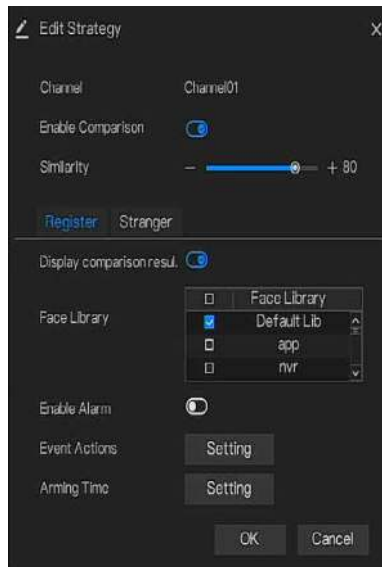 Edit Strategy
X
Channel Channel01
Enable Comparison
Similarity − + 80
Register Stranger
Display comparison resul.
Face Library
Face Library
Default Lib
app
nvr
Enable Alarm
Event Actions Setting
Arming Time Setting
OK Cancel